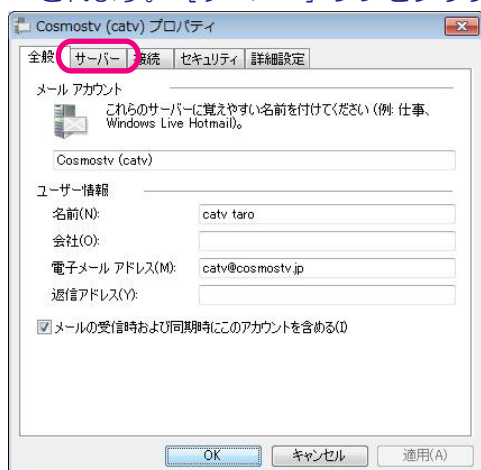 Cosmostv (catv) プロパティ
全般 サーバー 接続 セキュリティ 詳細設定
メール アカウント
これらのサーバーに覚えやすい名前を付けてください (例: 仕事、
Windows Live Hotmail)。
Cosmostv (catv)
ユーザー情報
名前(N): catv taro
会社(O):
電子メール アドレス(M): catv@cosmostv.jp
返信アドレス(Y):
メールの受信時および同期時にこのアカウントを含める(I)
OK キャンセル 適用(A)